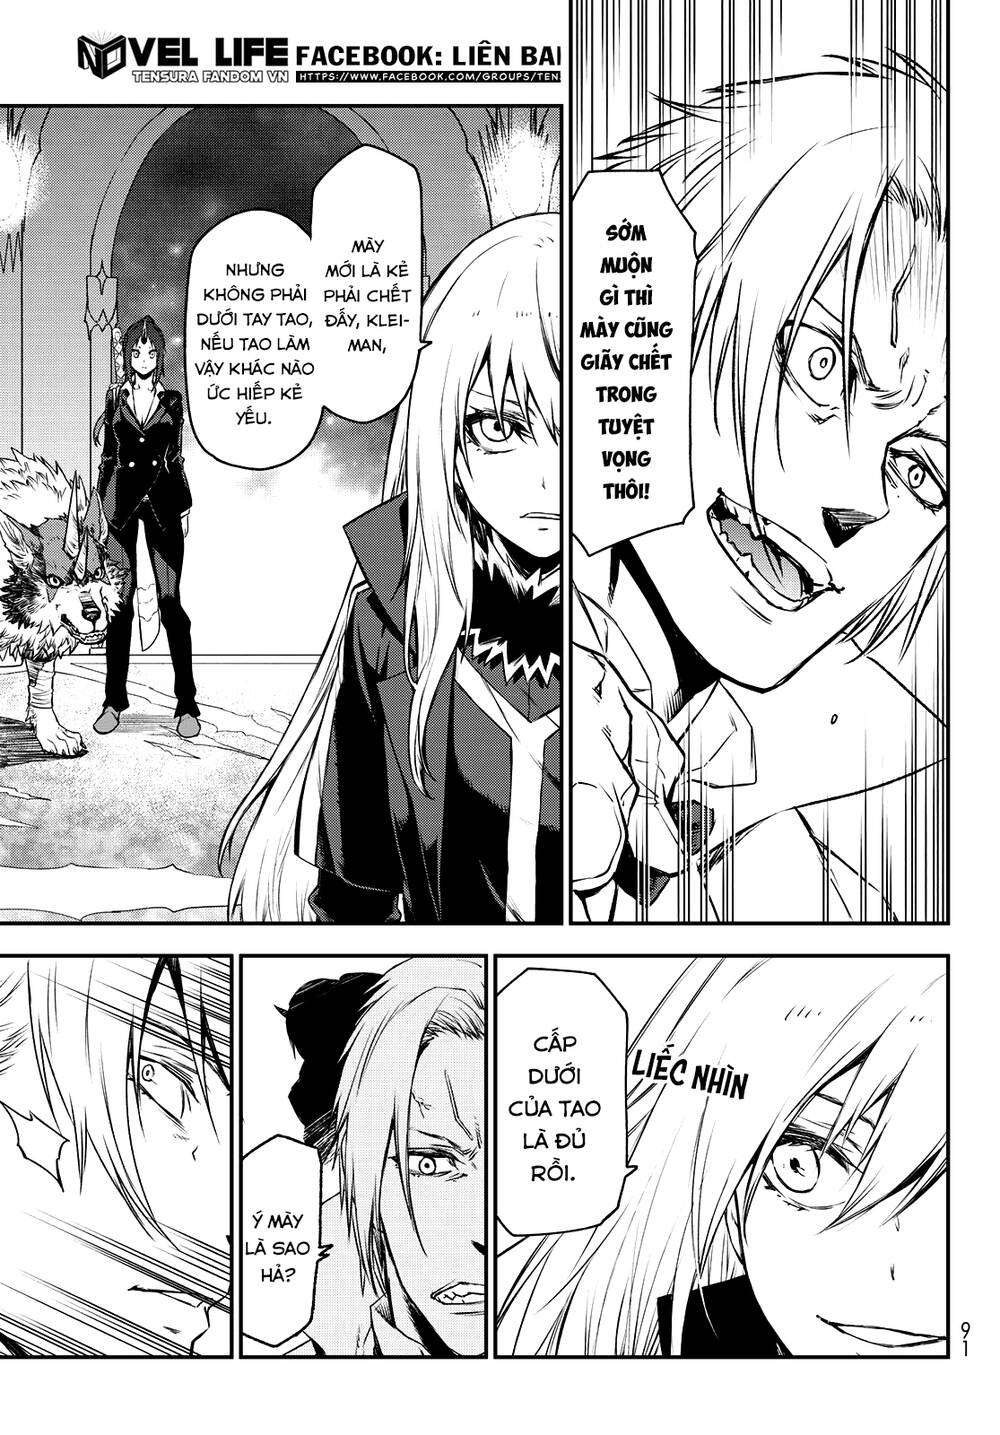 NOVEL LIFE
TENSURA FANDOM VN
FACEBOOK: LIÊN BAI
HTTPS://WWW.FACEBOOK.COM/GROUPS/TEN
SỚM
MUỘN
GÌ THÌ
MÀY CŨNG
GIÃY CHẾT
TRONG
TUYỆT
VỌNG
THÔI!
MÀY
MỚI LÀ KẺ
PHẢI CHẾT
ĐẤY, KLEI-
MAN,
NHƯNG
KHÔNG PHẢI
DƯỚI TAY TAO,
NẾU TAO LÀM
VẬY KHÁC NÀO
ỨC HIẾP KẺ
YẾU.
LIẾC NHÌN
CẤP
DƯỚI
CỦA TAO
LÀ ĐỦ
RỒI.
Ý MÀY
LÀ SAO
HẢ?
91